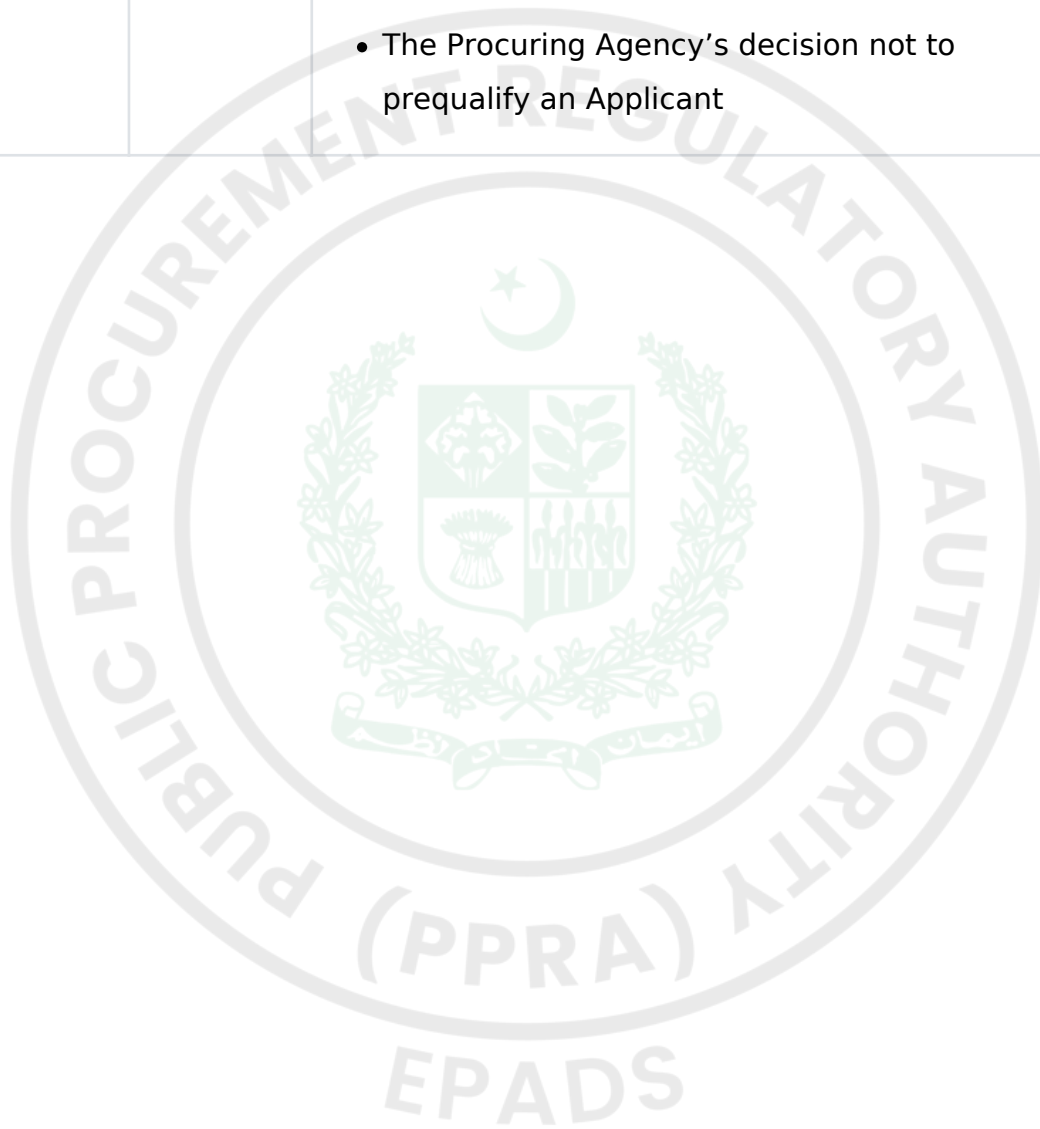 • The Procuring Agency’s decision not to
prequalify an Applicant
PUBLIC PROCUREMENT REGULATORY AUTHORITY
(PPRA)
EPADS